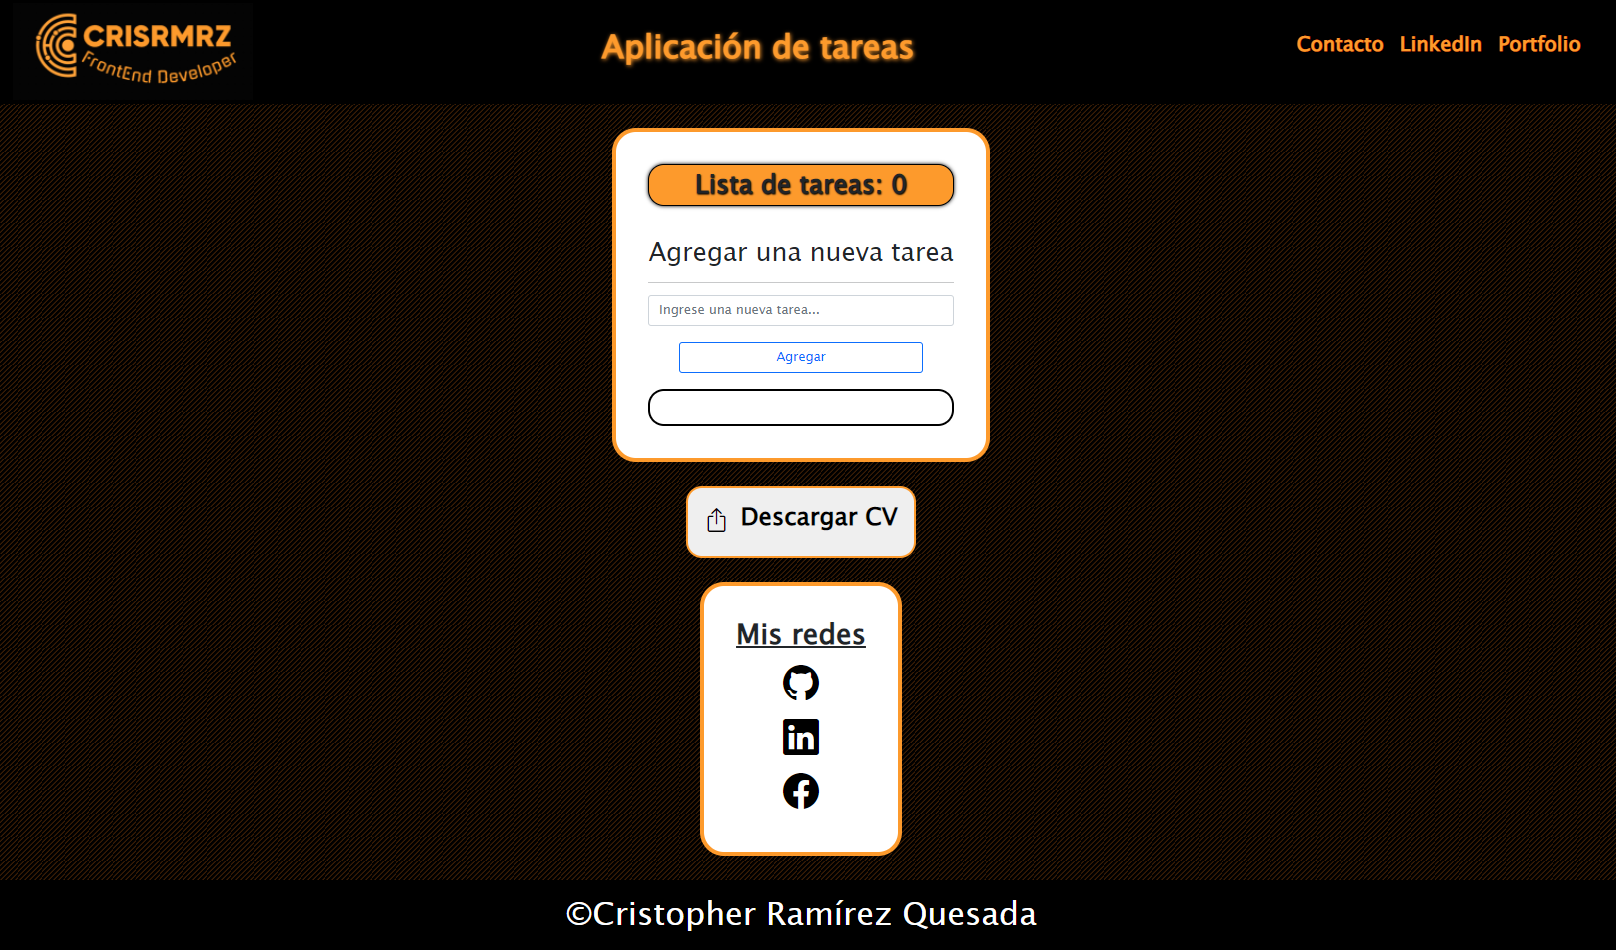 CRISRMRZ
FrontEnd Developer
Aplicación de tareas
Contacto LinkedIn Portfolio
Lista de tareas: 0
Agregar una nueva tarea
Ingrese una nueva tarea...
Agregar
Descargar CV
Mis redes
in
©Cristopher Ramírez Quesada